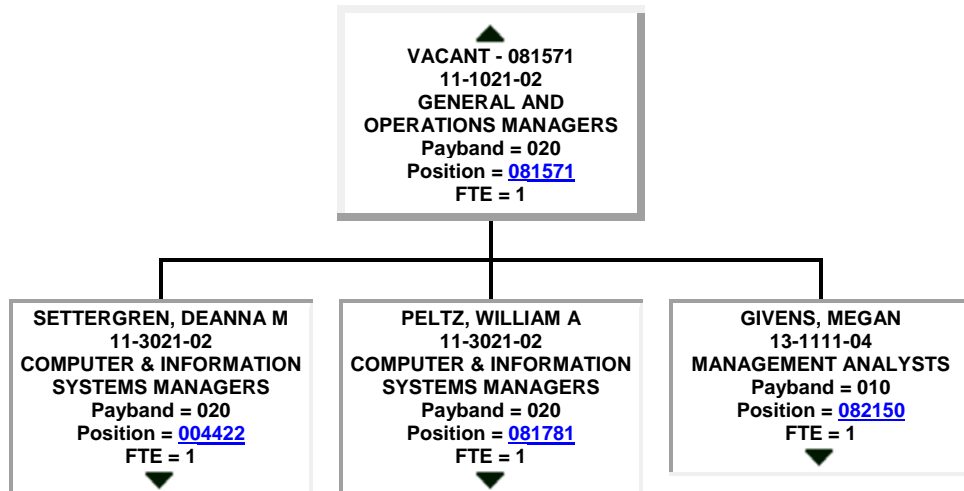 VACANT - 081571
11-1021-02
GENERAL AND
OPERATIONS MANAGERS
Payband = 020
Position = 081571
FTE = 1
SETTERGREN, DEANNA M
11-3021-02
COMPUTER & INFORMATION
SYSTEMS MANAGERS
Payband = 020
Position = 004422
FTE = 1
PELTZ, WILLIAM A
11-3021-02
COMPUTER & INFORMATION
SYSTEMS MANAGERS
Payband = 020
Position = 081781
FTE = 1
GIVENS, MEGAN
13-1111-04
MANAGEMENT ANALYSTS
Payband = 010
Position = 082150
FTE = 1